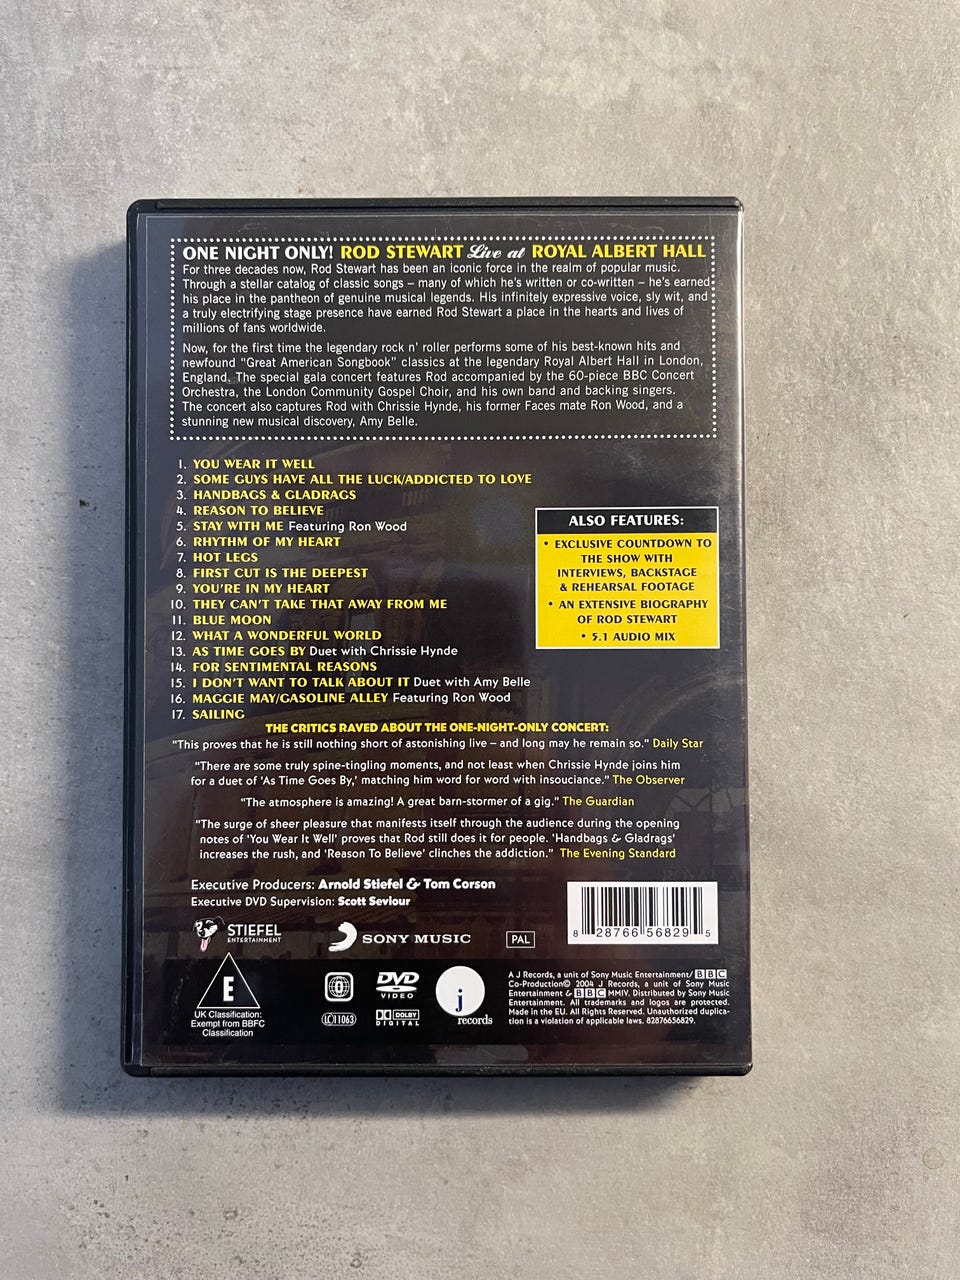 ONE NIGHT ONLY! ROD STEWART Live at ROYAL ALBERT HALL
For three decades now, Rod Stewart has been an iconic force in the realm of popular music.
Through a stellar catalog of classic songs – many of which he's written or co-written – he's earned
his place in the pantheon of genuine musical legends. His infinitely expressive voice, sly wit, and
a truly electrifying stage presence have earned Rod Stewart a place in the hearts and lives of
millions of fans worldwide.
Now, for the first time the legendary rock n' roller performs some of his best-known hits and
newfound "Great American Songbook" classics at the legendary Royal Albert Hall in London,
England. The special gala concert features Rod accompanied by the 60-piece BBC Concert
Orchestra, the London Community Gospel Choir, and his own band and backing singers.
The concert also captures Rod with Chrissie Hynde, his former Faces mate Ron Wood, and a
stunning new musical discovery, Amy Belle.
1. YOU WEAR IT WELL
2. SOME GUYS HAVE ALL THE LUCK/ADDICTED TO LOVE
3. HANDBAGS & GLADRAGS
4. REASON TO BELIEVE
5. STAY WITH ME Featuring Ron Wood
6. RHYTHM OF MY HEART
7. HOT LEGS
8. FIRST CUT IS THE DEEPEST
9. YOU'RE IN MY HEART
10. THEY CAN'T TAKE THAT AWAY FROM ME
11. BLUE MOON
12. WHAT A WONDERFUL WORLD
13. AS TIME GOES BY Duet with Chrissie Hynde
14. FOR SENTIMENTAL REASONS
15. I DON'T WANT TO TALK ABOUT IT Duet with Amy Belle
16. MAGGIE MAY/GASOLINE ALLEY Featuring Ron Wood
17. SAILING
ALSO FEATURES:
• EXCLUSIVE COUNTDOWN TO
THE SHOW WITH
INTERVIEWS, BACKSTAGE
& REHEARSAL FOOTAGE
• AN EXTENSIVE BIOGRAPHY
OF ROD STEWART
• 5.1 AUDIO MIX
THE CRITICS RAVED ABOUT THE ONE-NIGHT-ONLY CONCERT:
"This proves that he is still nothing short of astonishing live – and long may he remain so." Daily Star
"There are some truly spine-tingling moments, and not least when Chrissie Hynde joins him
for a duet of 'As Time Goes By,' matching him word for word with insouciance." The Observer
"The atmosphere is amazing! A great barn-stormer of a gig." The Guardian
"The surge of sheer pleasure that manifests itself through the audience during the opening
notes of 'You Wear It Well' proves that Rod still does it for people. 'Handbags & Gladrags'
increases the rush, and 'Reason To Believe' clinches the addiction." The Evening Standard
Executive Producers: Arnold Stiefel & Tom Corson
Executive DVD Supervision: Scott Seviour
STIEFEL
ENTERTAINMENT
SONY MUSIC
PAL
8 28766 56829 5
E
UK Classification:
Exempt from BBFC
Classification
0
LC 11063
DVD
VIDEO
DOLBY
DIGITAL
j
records
A J Records, a unit of Sony Music Entertainment/ BBC
Co-Production© 2004 J Records, a unit of Sony Music
Entertainment & BBC MMIV. Distributed by Sony Music
Entertainment. All trademarks and logos are protected.
Made in the EU. All Rights Reserved. Unauthorized duplica-
tion is a violation of applicable laws. 82876656829.